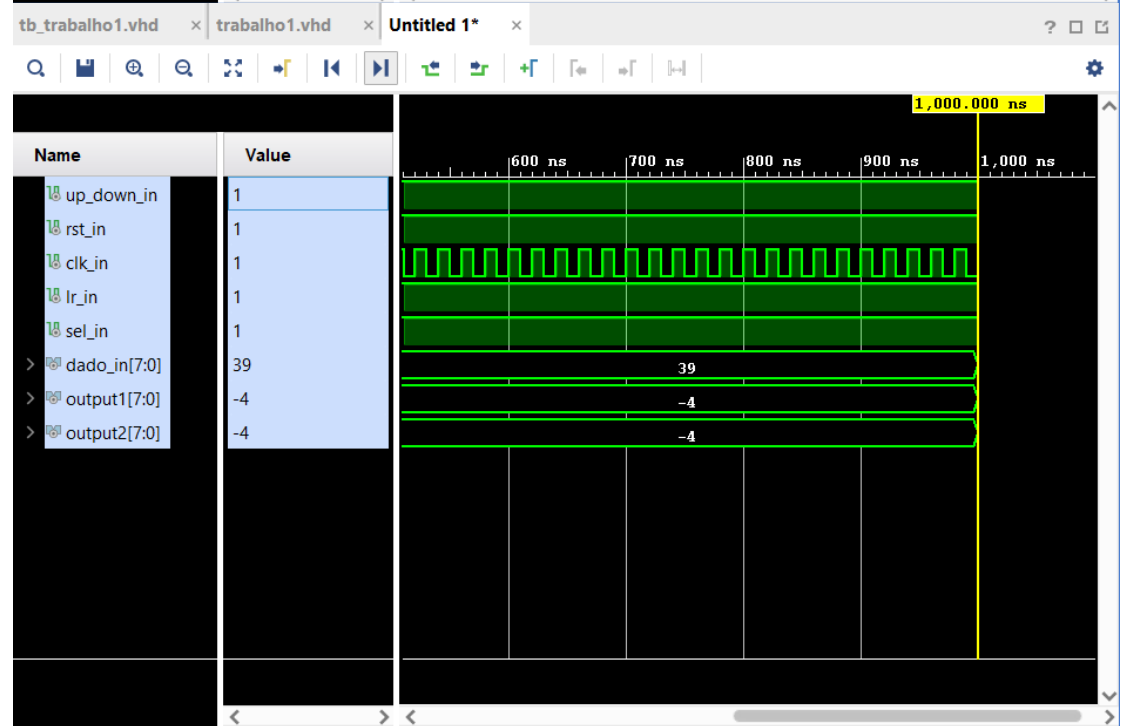 tb_trabalho1.vhd × trabalho1.vhd × Untitled 1* × ?
1,000.000 ns
Name Value
600 ns 700 ns 800 ns 900 ns 1,000 ns
up_down_in 1
rst_in 1
clk_in 1
lr_in 1
sel_in 1
> dado_in[7:0] 39 39
> output1[7:0] -4 -4
> output2[7:0] -4 -4